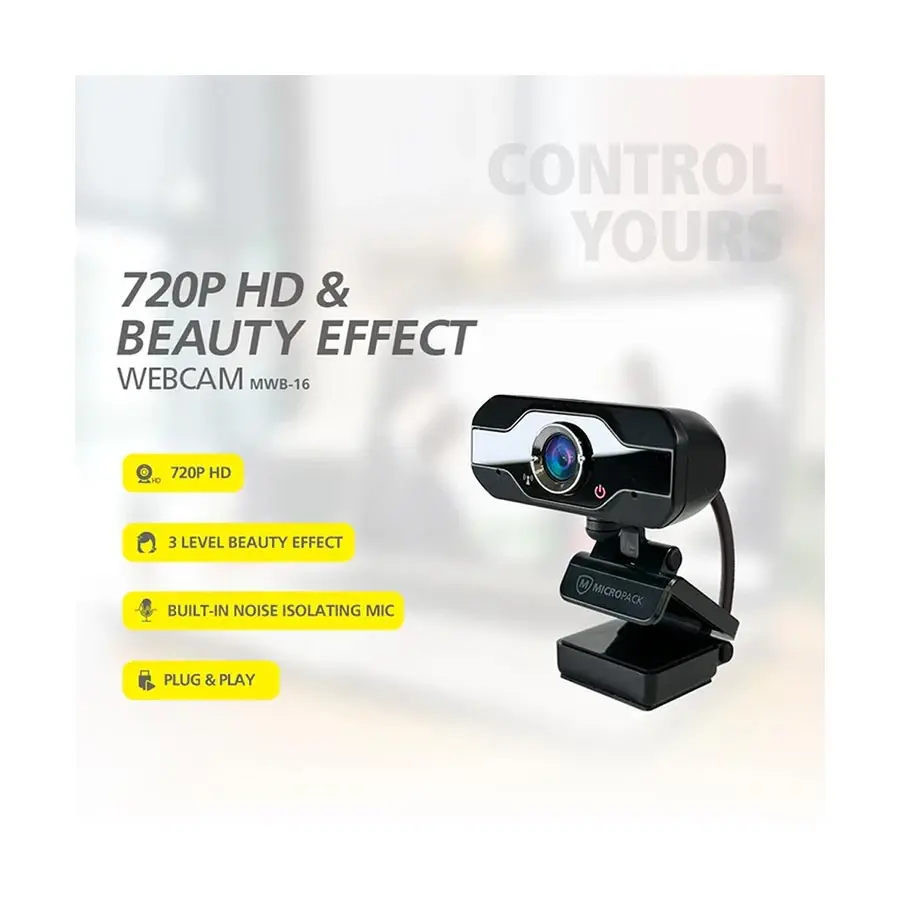 CONTROL
YOURS
720P HD &
BEAUTY EFFECT
WEBCAM MWB-16
HD
720P HD
3 LEVEL BEAUTY EFFECT
BUILT-IN NOISE ISOLATING MIC
PLUG & PLAY
M MICROPACK